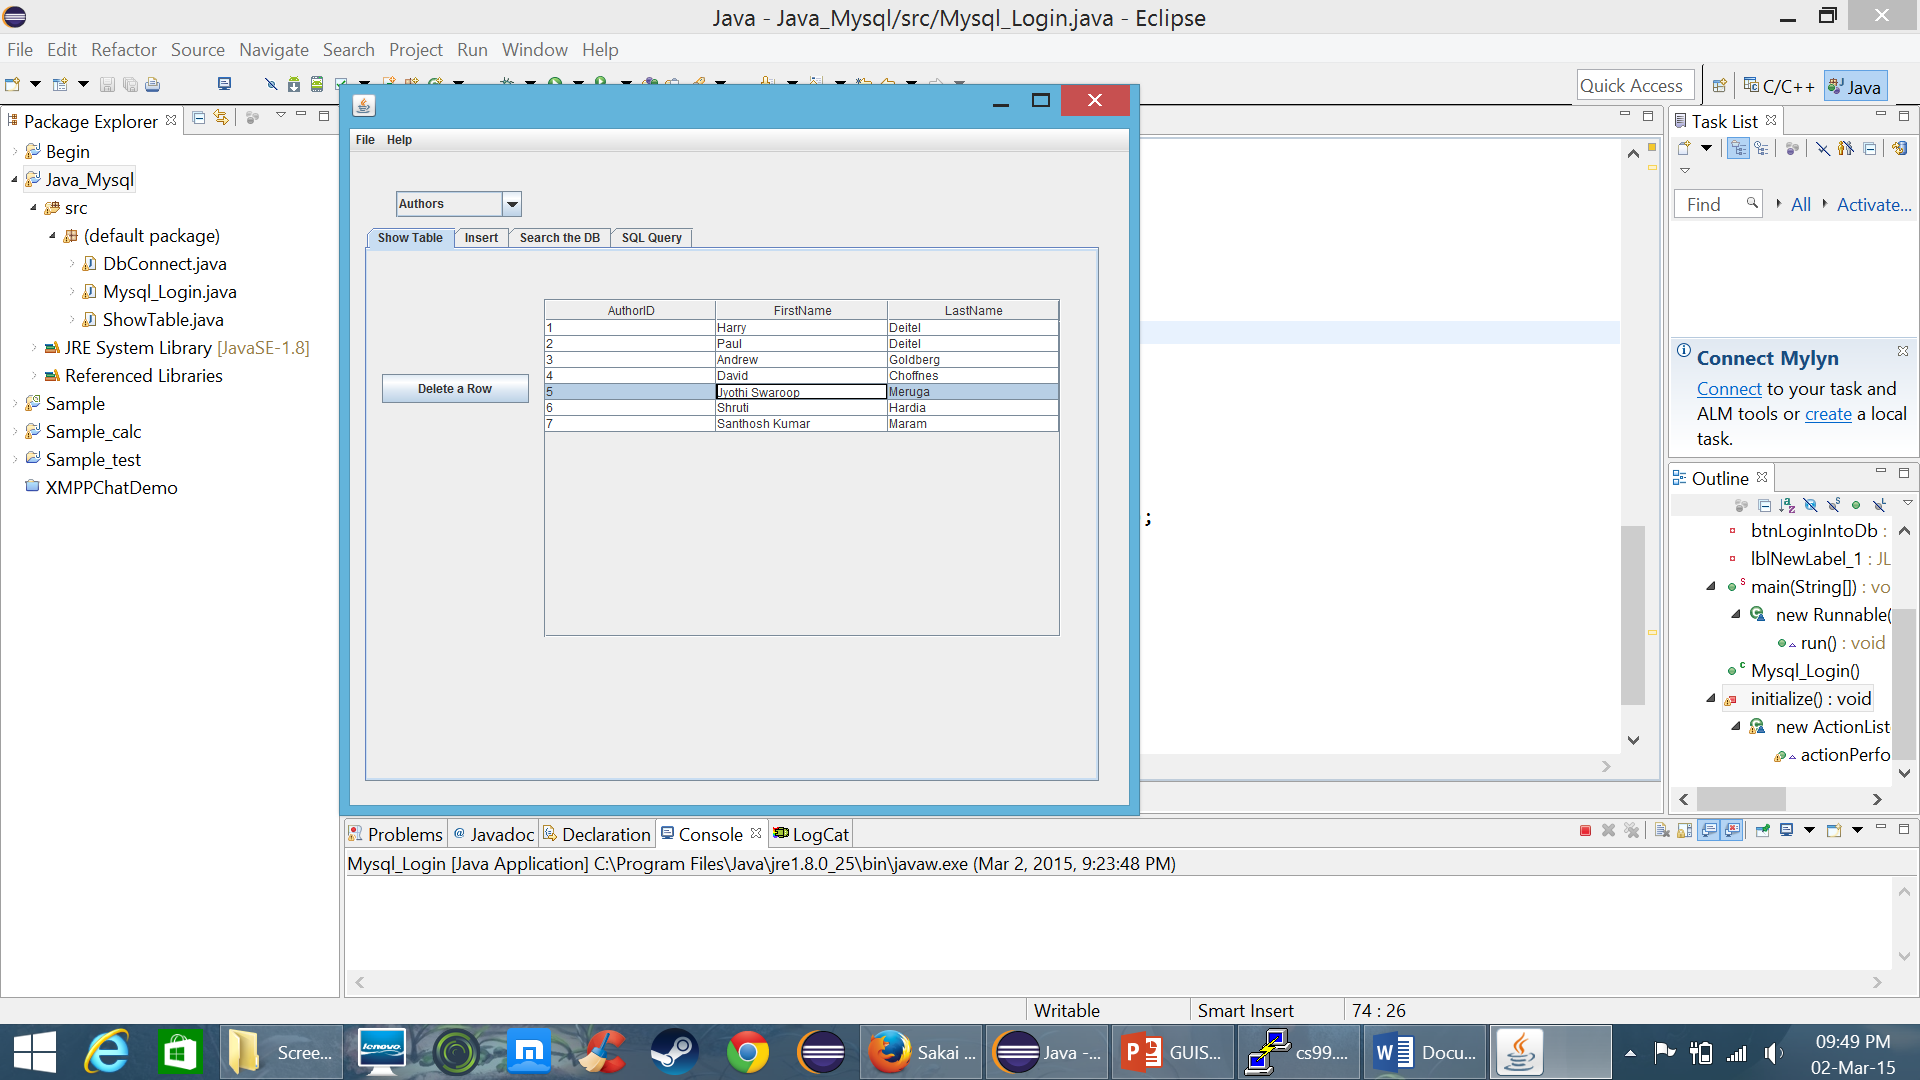 Java - Java_Mysql/src/Mysql_Login.java - Eclipse
File Edit Refactor Source Navigate Search Project Run Window Help
Quick Access
C/C++
Java
Package Explorer
Begin
Java_Mysql
src
(default package)
DbConnect.java
Mysql_Login.java
ShowTable.java
JRE System Library [JavaSE-1.8]
Referenced Libraries
Sample
Sample_calc
Sample_test
XMPPChatDemo
File Help
Authors
Show Table Insert Search the DB SQL Query
Delete a Row
AuthorID FirstName LastName
1 Harry Deitel
2 Paul Deitel
3 Andrew Goldberg
4 David Choffnes
5 Jyothi Swaroop Meruga
6 Shruti Hardia
7 Santhosh Kumar Maram
;
Task List
Find All Activate...
Connect Mylyn
Connect to your task and
ALM tools or create a local
task.
Outline
btnLoginIntoDb :
lblNewLabel_1 : JL
main(String[]) : vo
new Runnable(
run() : void
Mysql_Login()
initialize() : void
new ActionList
actionPerfo
Problems @ Javadoc Declaration Console LogCat
Mysql_Login [Java Application] C:\Program Files\Java\jre1.8.0_25\bin\javaw.exe (Mar 2, 2015, 9:23:48 PM)
Writable Smart Insert 74 : 26
Scree... lenovo Sakai ... Java -... GUIS... cs99.... Docu...
09:49 PM
02-Mar-15